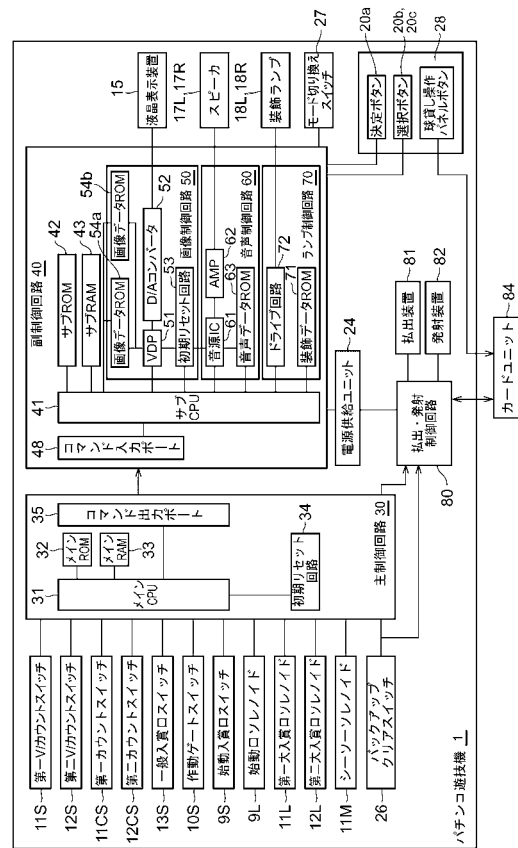 11S 第一V/カウントスイッチ
12S 第二V/カウントスイッチ
11CS 第一カウントスイッチ
12CS 第二カウントスイッチ
13S 一般入賞口スイッチ
10S 作動ゲートスイッチ
9S 始動入賞口スイッチ
9L 始動口ソレノイド
11L 第一大入賞口ソレノイド
12L 第二大入賞口ソレノイド
11M シーソーソレノイド
26 バックアップ
クリアスイッチ
31
メイン
CPU
32
メイン
ROM
メイン
RAM
33
35
コマンド出力ポート
34
初期リセット
回路
主制御回路 30
副制御回路 40
48
コマンド入力ポート
41
サブ
CPU
サブROM 42
サブRAM 43
54a
画像データROM
54b
画像データROM
VDP
51
D/Aコンバータ
52
初期リセット回路
53
画像制御回路 50
音源IC
61
AMP
62
音声データROM
63
音声制御回路 60
ドライブ回路
72
装飾データROM
71
ランプ制御回路 70
15
液晶表示装置
17L,17R
スピーカ
18L,18R
装飾ランプ
27
モード切り換え
スイッチ
20a
決定ボタン
20b,
20c
選択ボタン
28
球貸し操作
パネルボタン
24
電源供給ユニット
80
払出・発射
制御回路
81
払出装置
82
発射装置
84
カードユニット
パチンコ遊技機 1